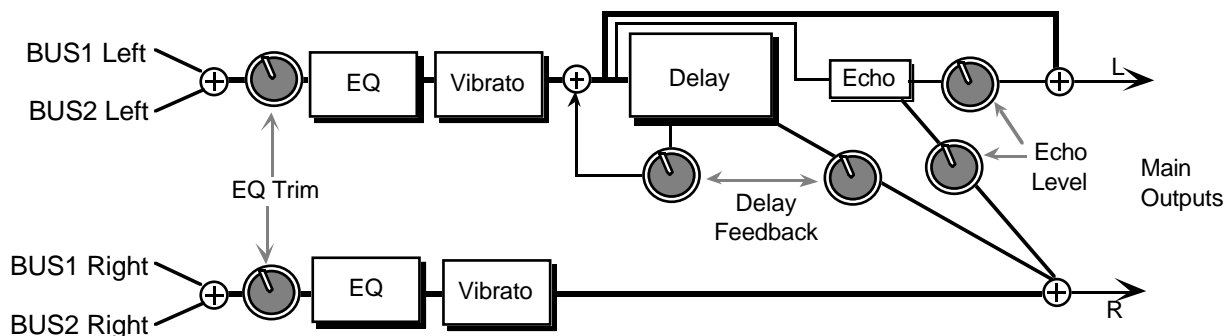 BUS1 Left
BUS2 Left
EQ
Vibrato
Delay
Echo
L
EQ Trim
Delay
Feedback
Echo
Level
Main
Outputs
BUS1 Right
BUS2 Right
EQ
Vibrato
R